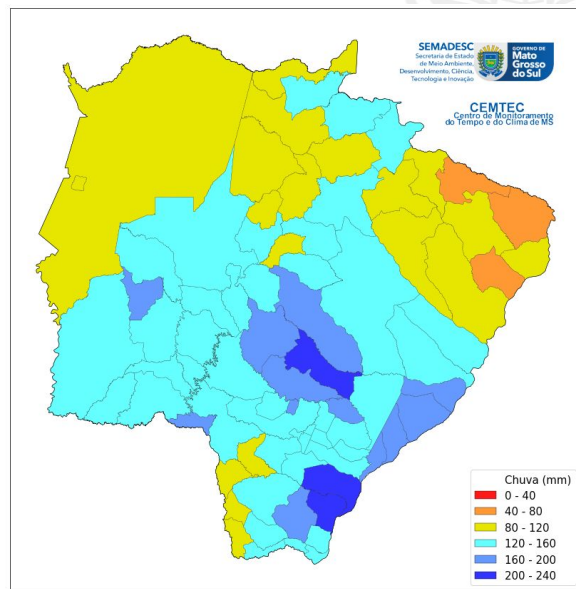 SEMADESC
Secretaria de Estado
de Meio Ambiente,
Desenvolvimento, Ciência,
Tecnologia e Inovação
GOVERNO DE
Mato
Grosso
do Sul
CEMTEC
Centro de Monitoramento
do Tempo e do Clima de MS
Chuva (mm)
0 - 40
40 - 80
80 - 120
120 - 160
160 - 200
200 - 240